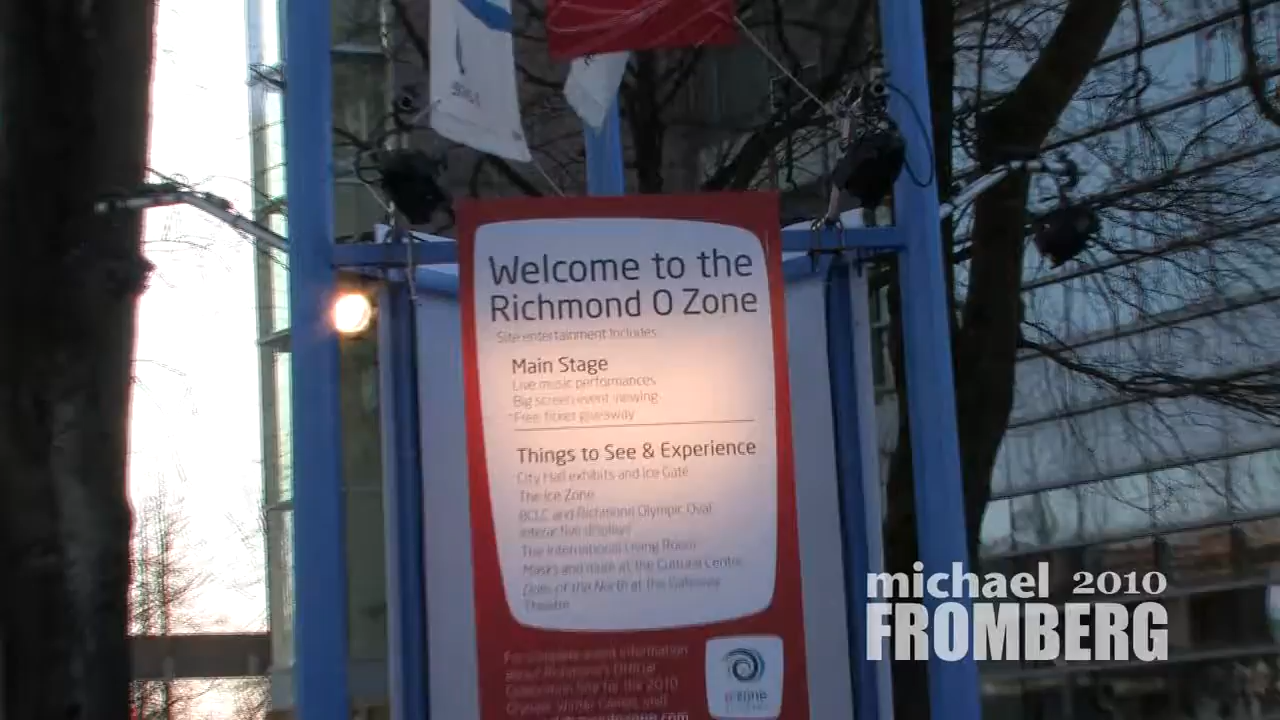 Welcome to the
Richmond O Zone
Site entertainment includes
Main Stage
Live music performances
Big screen event viewing
*Free ticket giveaway
Things to See & Experience
City Hall exhibits and Ice Gate
The Ice Zone
BCLC and Richmond Olympic Oval
interactive displays
The International Living Room
Masks and more at the Cultural Centre
Dolls of the North at the Gateway
Theatre
For complete event information
about Richmond's Official
Celebration Site for the 2010
Olympic Winter Games, visit
ozone
michael 2010
FROMBERG